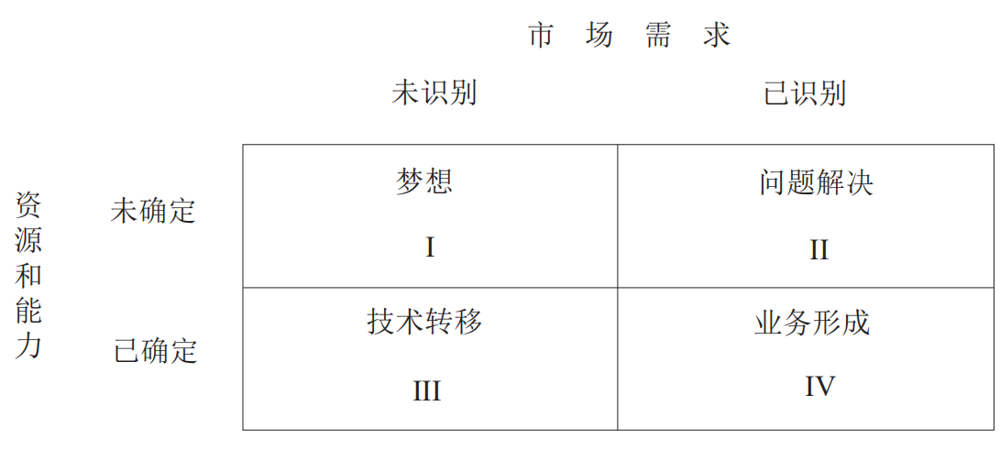 市 场 需 求
未识别 已识别
资源和能力
未确定
梦想 问题解决
I II
已确定
技术转移 业务形成
III IV